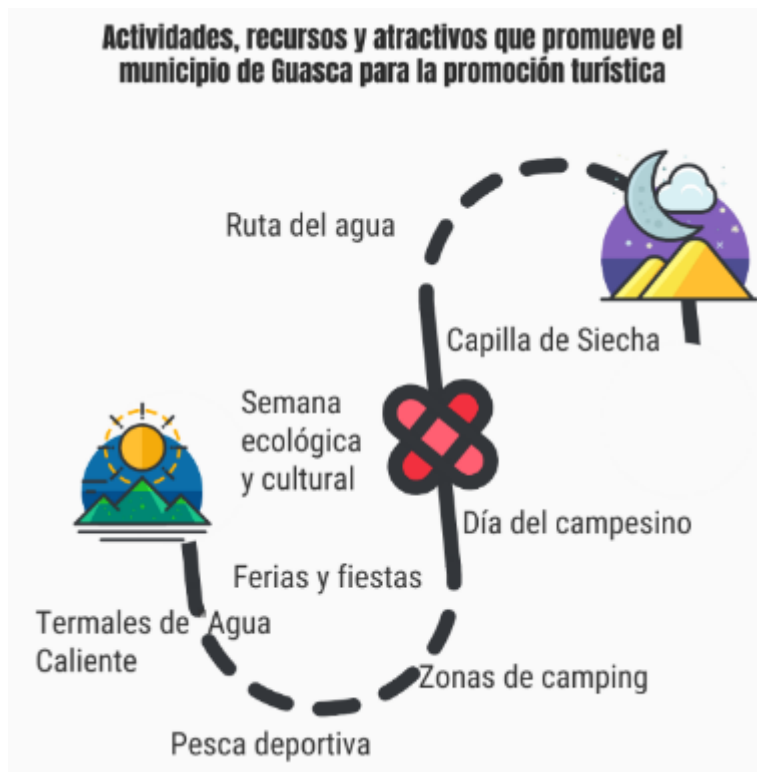 Actividades, recursos y atractivos que promueve el
municipio de Guasca para la promoción turística
Ruta del agua
Capilla de Siecha
Semana
ecológica
y cultural
Día del campesino
Ferias y fiestas
Termales de "Agua
Caliente
Zonas de camping
Pesca deportiva